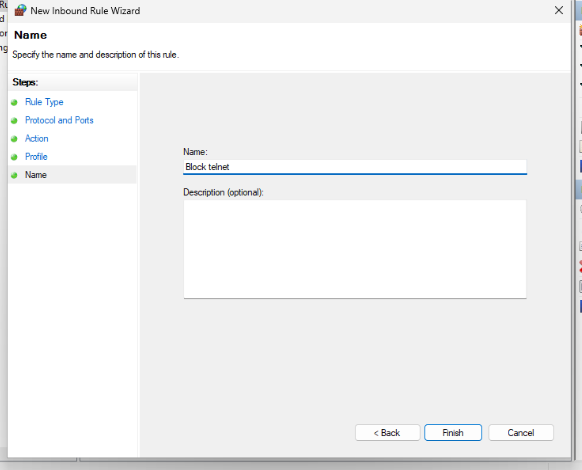 New Inbound Rule Wizard
Name
Specify the name and description of this rule.
Steps:
Rule Type
Protocol and Ports
Action
Profile
Name
Name:
Block telnet
Description (optional):
< Back
Finish
Cancel